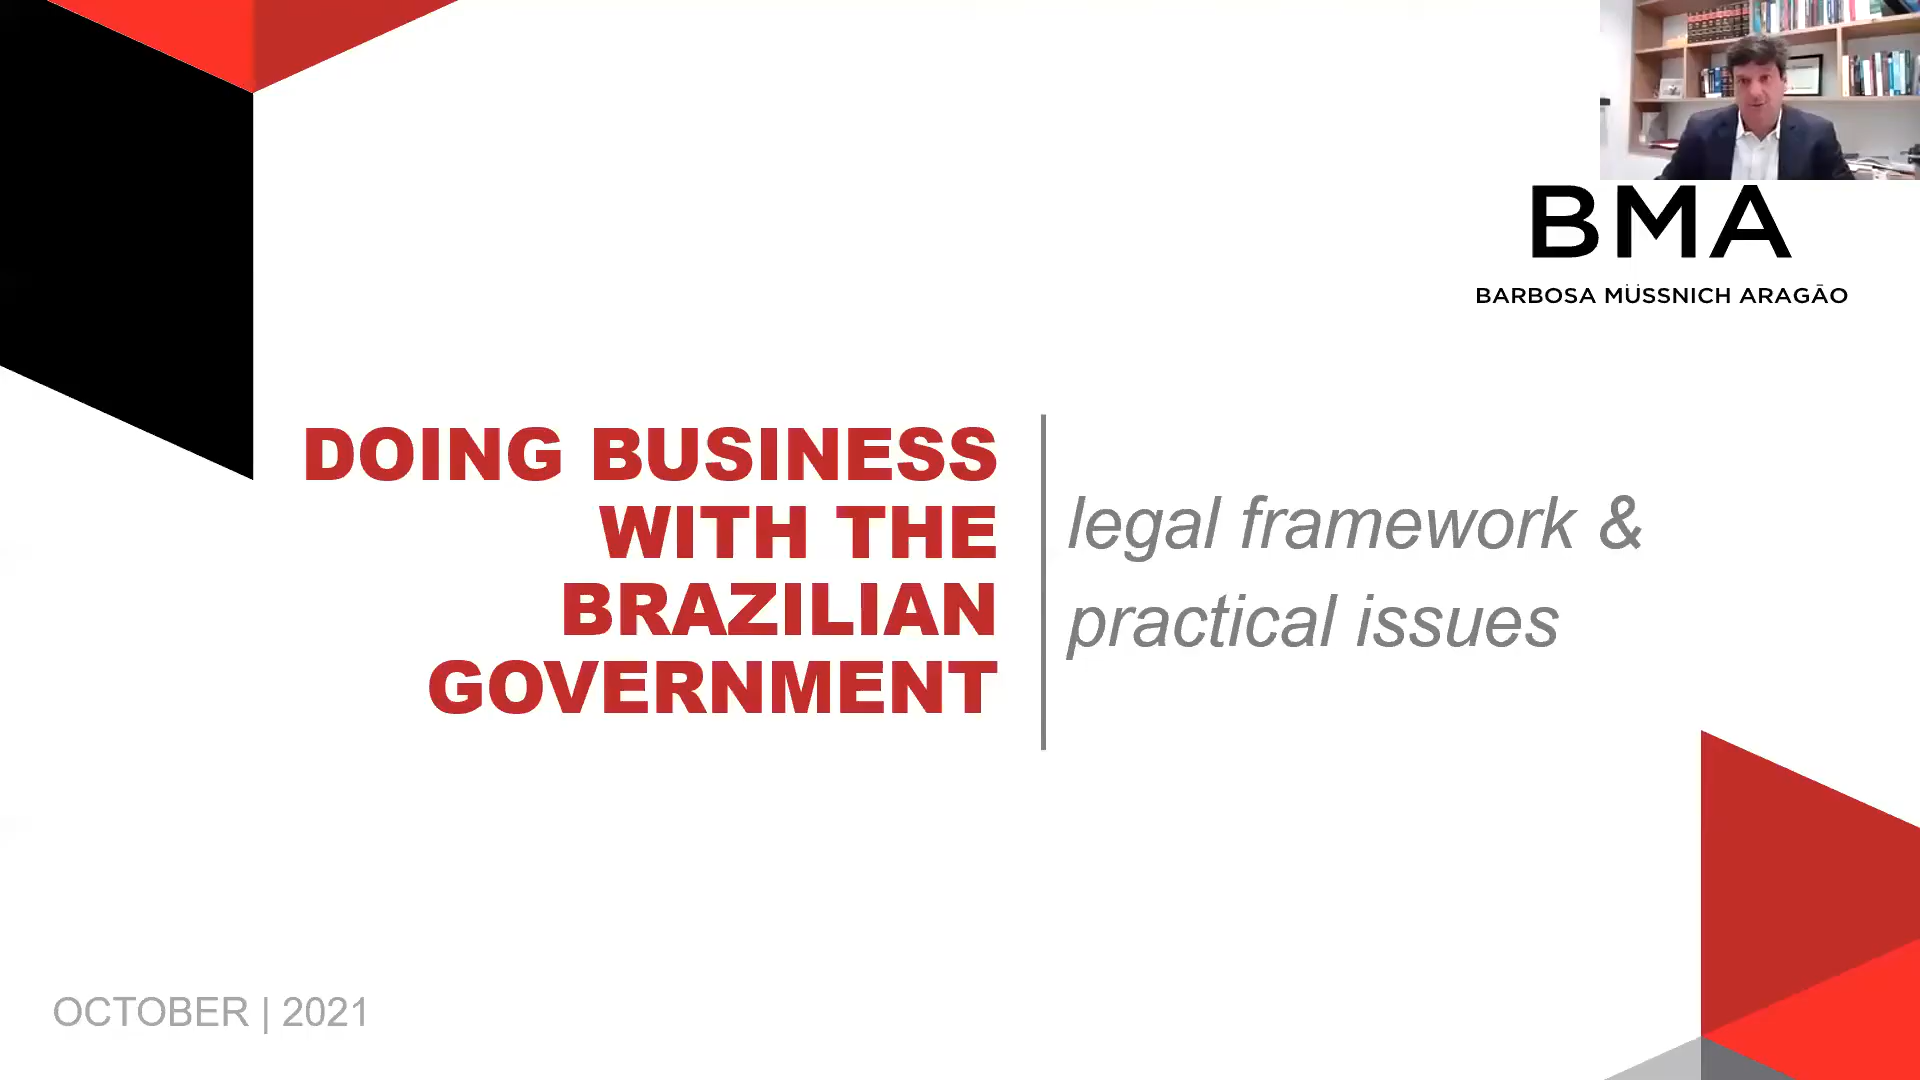 BMA
BARBOSA MÜSSNICH ARAGÃO
DOING BUSINESS
WITH THE
BRAZILIAN
GOVERNMENT
legal framework &
practical issues
OCTOBER | 2021